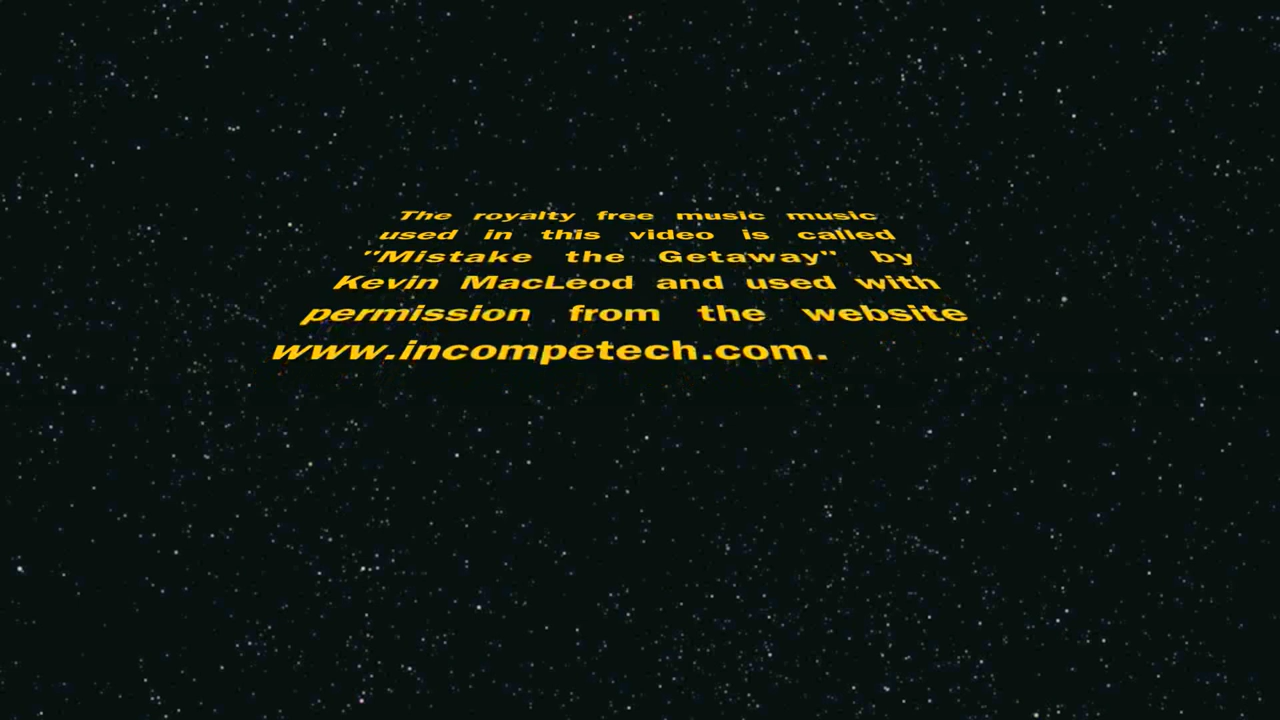 The royalty free music music
used in this video is called
"Mistake the Getaway" by
Kevin MacLeod and used with
permission from the website
www.incompetech.com.